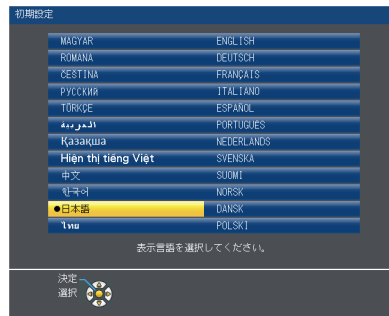 初期設定
MAGYAR ENGLISH
ROMÂNĂ DEUTSCH
ČEŠTINA FRANÇAIS
РУССКИЙ ITALIANO
TÜRKÇE ESPAÑOL
العربية PORTUGUÊS
Қазақша NEDERLANDS
Hiện thị tiếng Việt SVENSKA
中文 SUOMI
한국어 NORSK
●日本語 DANSK
ไทย POLSKI
表示言語を選択してください。
決定
選択